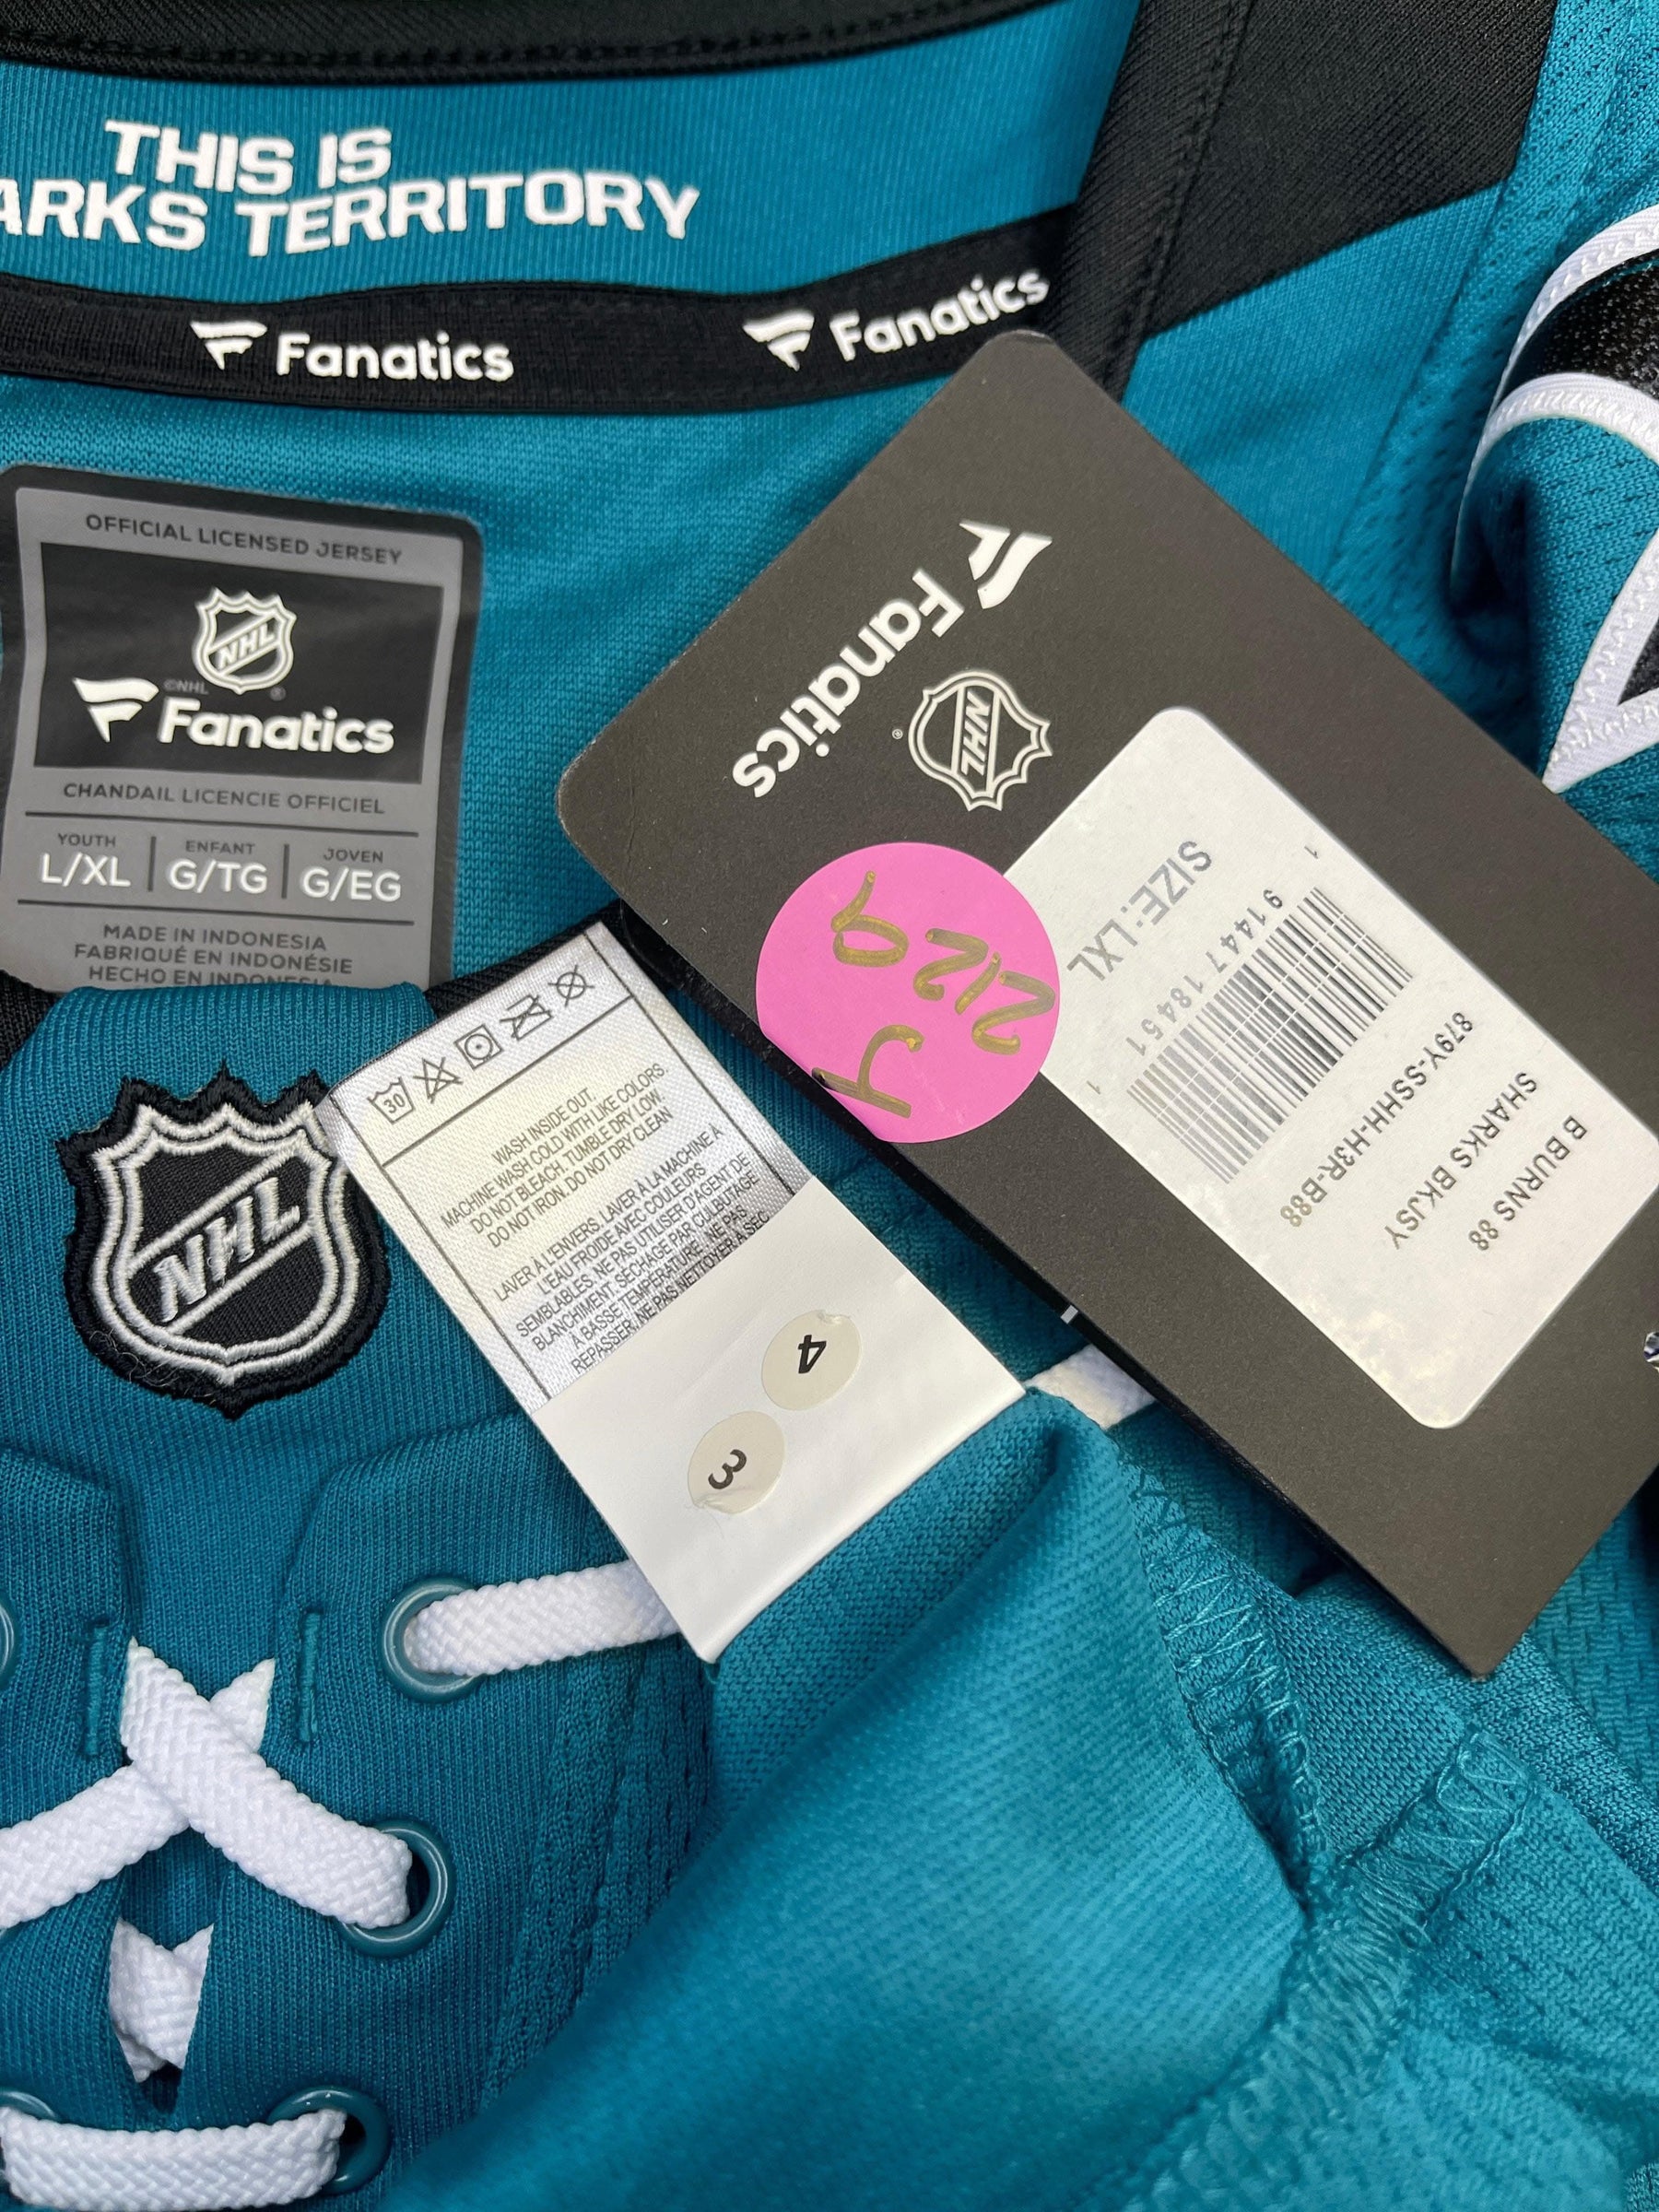 THIS IS
ARKS TERRITORY
Fanatics
Fanatics
OFFICIAL LICENSED JERSEY
NHL
©NHL ®
Fanatics
CHANDAIL LICENCIE OFFICIEL
YOUTH
L/XL
ENFANT
G/TG
JOVEN
G/EG
MADE IN INDONESIA
FABRIQUÉ EN INDONÉSIE
HECHO EN INDONESIA
Fanatics
NHL
®
SIZE: LXL
1
9144718451
1
879Y-SSHH-H3R-B88
SHARKS BKJSY
B BURNS 88
NHL
30
WASH INSIDE OUT.
MACHINE WASH COLD WITH LIKE COLORS.
DO NOT BLEACH. TUMBLE DRY LOW.
DO NOT IRON. DO NOT DRY CLEAN
LAVER À L'ENVERS. LAVER À LA MACHINE À
L'EAU FROIDE AVEC COULEURS
SEMBLABLES. NE PAS UTILISER D'AGENT DE
BLANCHIMENT. SÉCHAGE PAR CULBUTAGE
À BASSE TEMPÉRATURE. NE PAS
REPASSER. NE PAS NETTOYER À SEC.
4
3